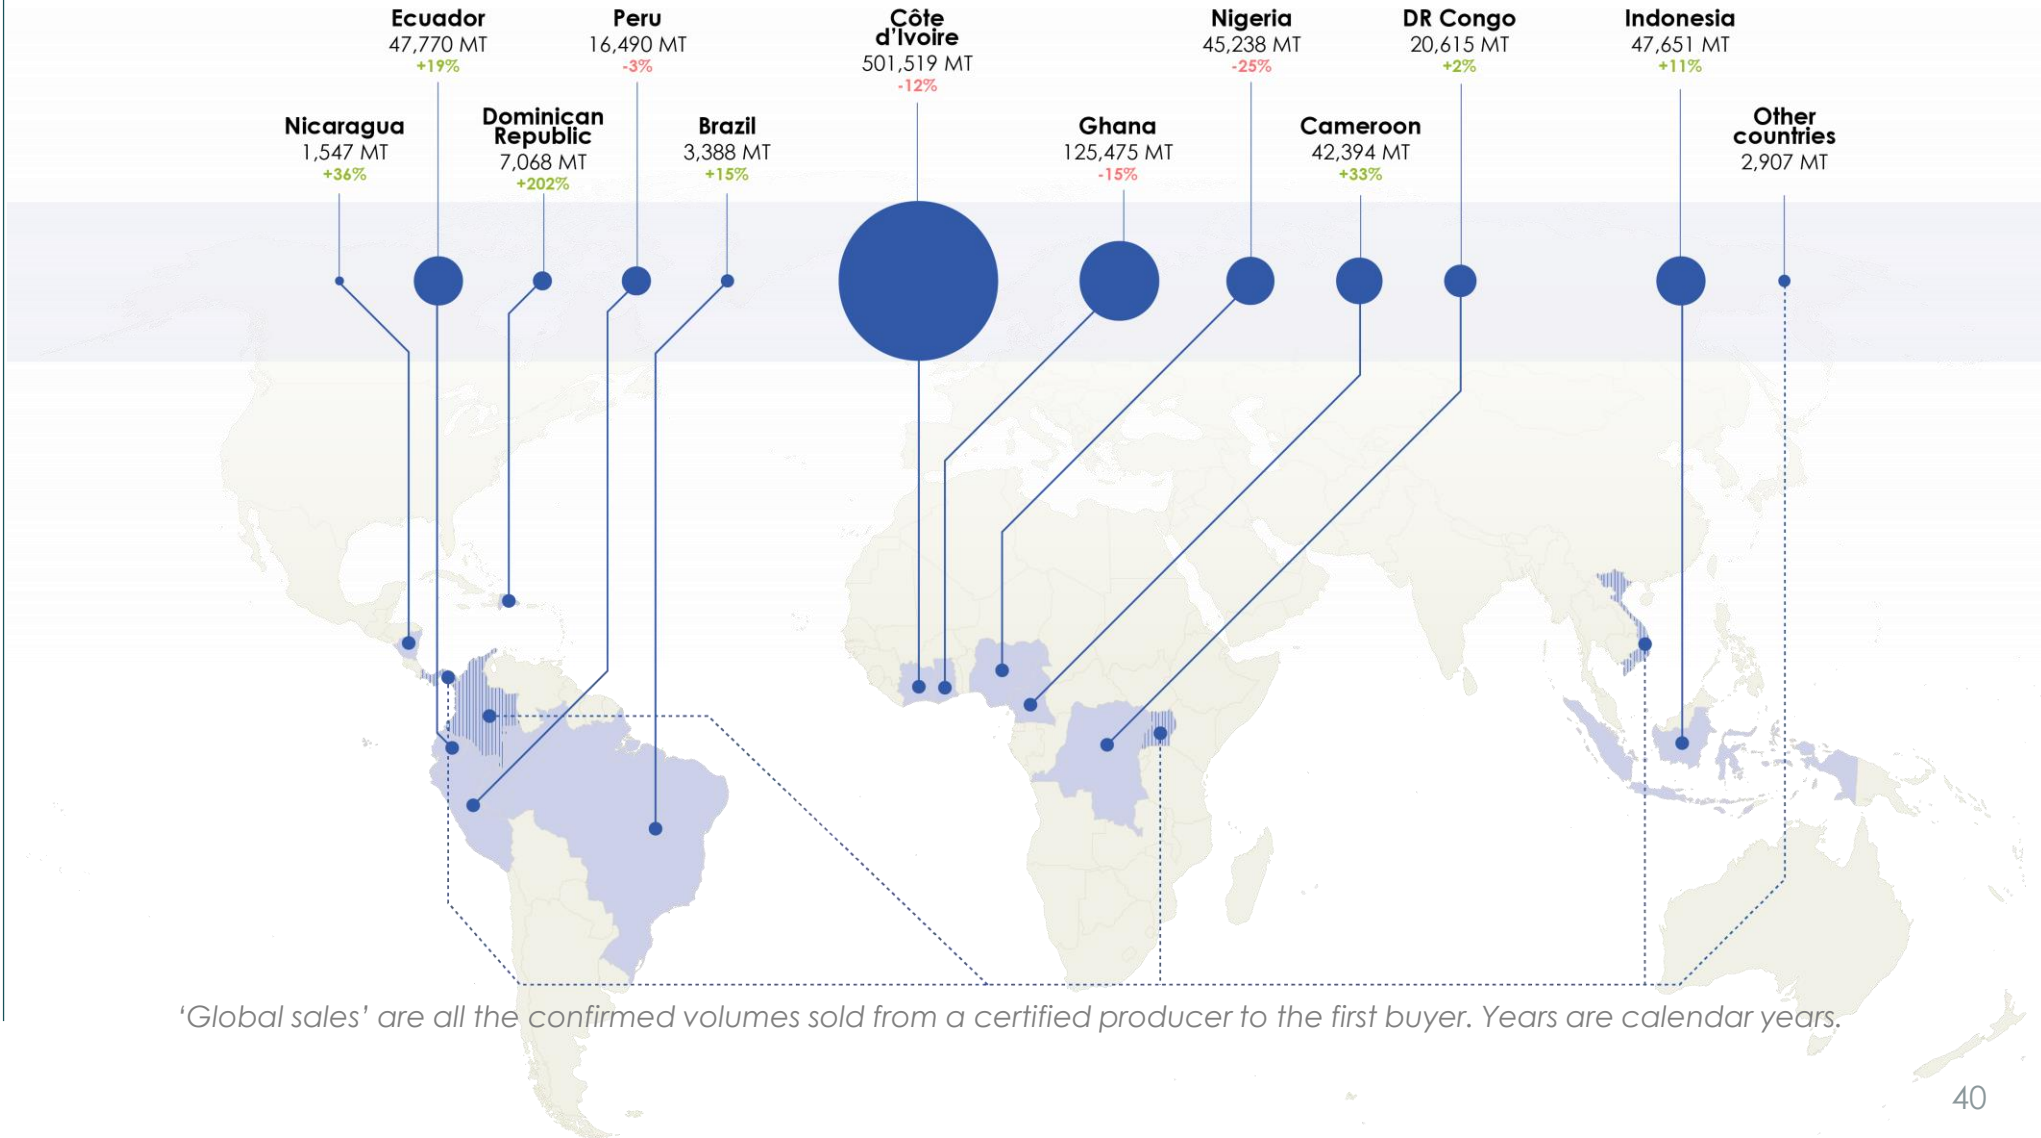 Ecuador
47,770 MT
+19%
Peru
16,490 MT
-3%
Côte
d'Ivoire
501,519 MT
-12%
Nigeria
45,238 MT
-25%
DR Congo
20,615 MT
+2%
Indonesia
47,651 MT
+11%
Nicaragua
1,547 MT
+36%
Dominican
Republic
7,068 MT
+202%
Brazil
3,388 MT
+15%
Ghana
125,475 MT
-15%
Cameroon
42,394 MT
+33%
Other
countries
2,907 MT
‘Global sales’ are all the confirmed volumes sold from a certified producer to the first buyer. Years are calendar years.
40